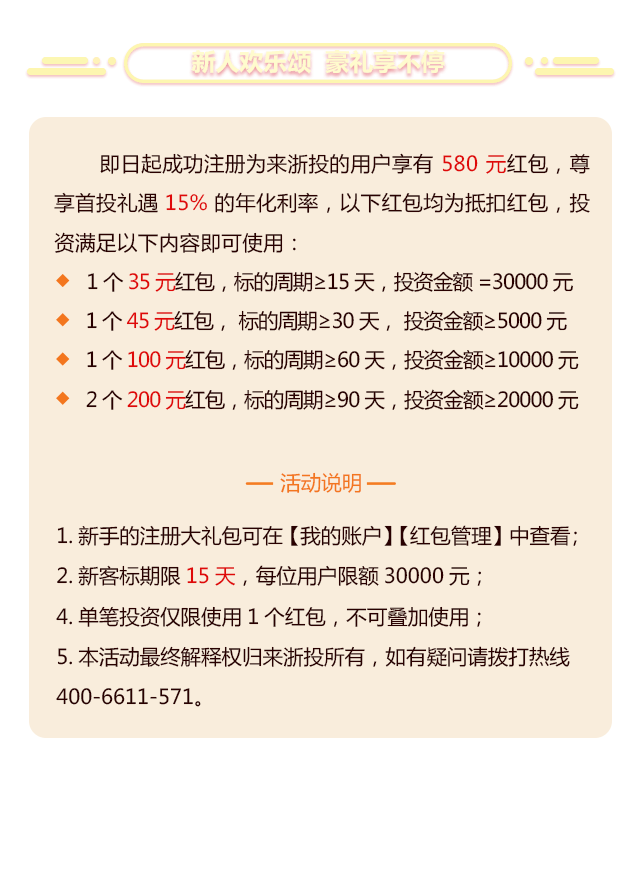 新人欢乐颂 豪礼享不停
即日起成功注册为来浙投的用户享有 580 元红包，尊
享首投礼遇 15% 的年化利率，以下红包均为抵扣红包，投
资满足以下内容即可使用：
1 个 35 元红包，标的周期≥15 天，投资金额 =30000 元
1 个 45 元红包， 标的周期≥30 天， 投资金额≥5000 元
1 个 100 元红包，标的周期≥60 天，投资金额≥10000 元
2 个 200 元红包，标的周期≥90 天，投资金额≥20000 元
活动说明
1. 新手的注册大礼包可在【我的账户】【红包管理】中查看；
2. 新客标期限 15 天，每位用户限额 30000 元；
4. 单笔投资仅限使用 1 个红包，不可叠加使用；
5. 本活动最终解释权归来浙投所有，如有疑问请拨打热线
400-6611-571。